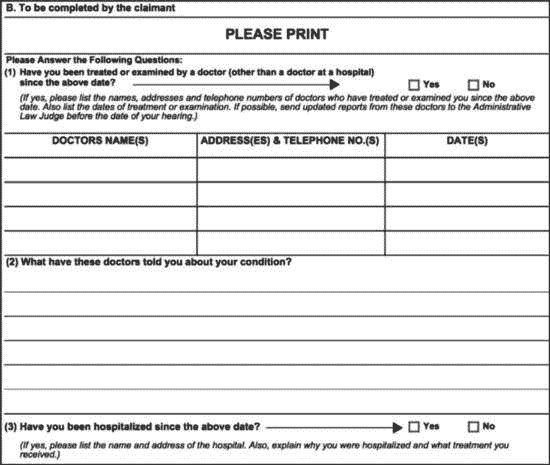 B. To be completed by the claimant
PLEASE PRINT
Please Answer the Following Questions:
(1) Have you been treated or examined by a doctor (other than a doctor at a hospital)
since the above date? Yes No
(If yes, please list the names, addresses and telephone numbers of doctors who have treated or examined you since the above
date. Also list the dates of treatment or examination. If possible, send updated reports from these doctors to the Administrative
Law Judge before the date of your hearing.)
DOCTORS NAME(S) ADDRESS(ES) & TELEPHONE NO.(S) DATE(S)
(2) What have these doctors told you about your condition?
(3) Have you been hospitalized since the above date? Yes No
(If yes, please list the name and address of the hospital. Also, explain why you were hospitalized and what treatment you
received.)